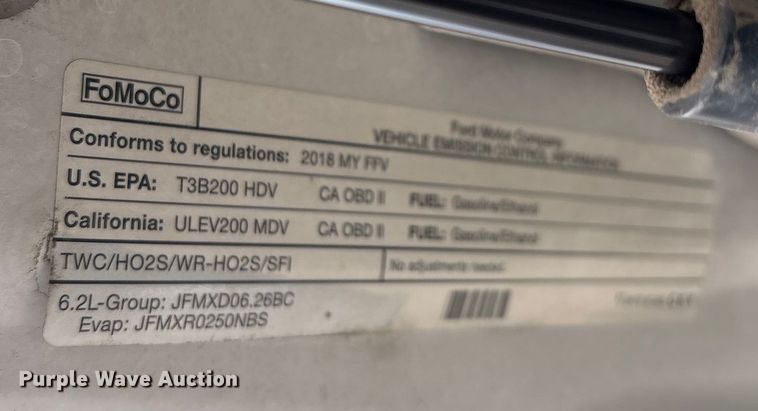 FoMoCo
Ford Motor Company
VEHICLE EMISSION CONTROL INFORMATION
Conforms to regulations: 2018 MY FFV
U.S. EPA: T3B200 HDV CA OBD II FUEL: Gasoline/Ethanol
California: ULEV200 MDV CA OBD II FUEL: Gasoline/Ethanol
TWC/HO2S/WR-HO2S/SFI No adjustments needed.
6.2L-Group: JFMXD06.26BC
Evap: JFMXR0250NBS
Purple Wave Auction